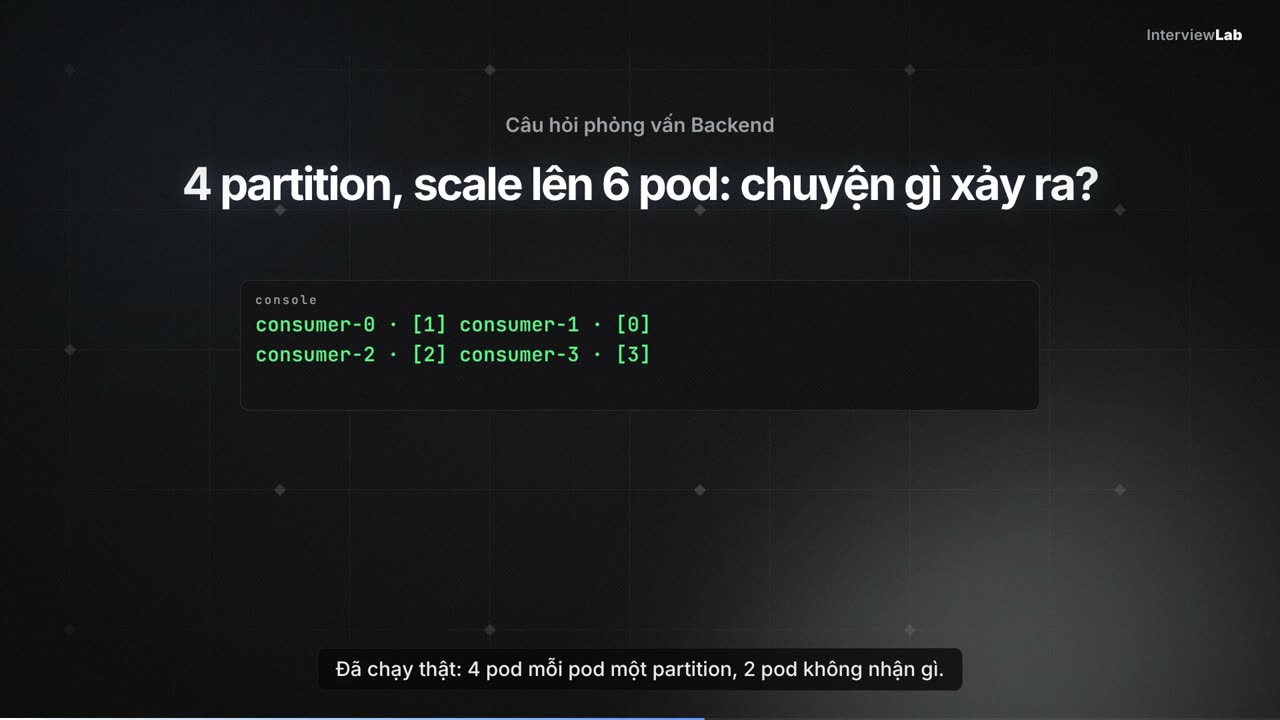 InterviewLab
Câu hỏi phỏng vấn Backend
4 partition, scale lên 6 pod: chuyện gì xảy ra?
console
consumer-0 · [1] consumer-1 · [0]
consumer-2 · [2] consumer-3 · [3]
Đã chạy thật: 4 pod mỗi pod một partition, 2 pod không nhận gì.